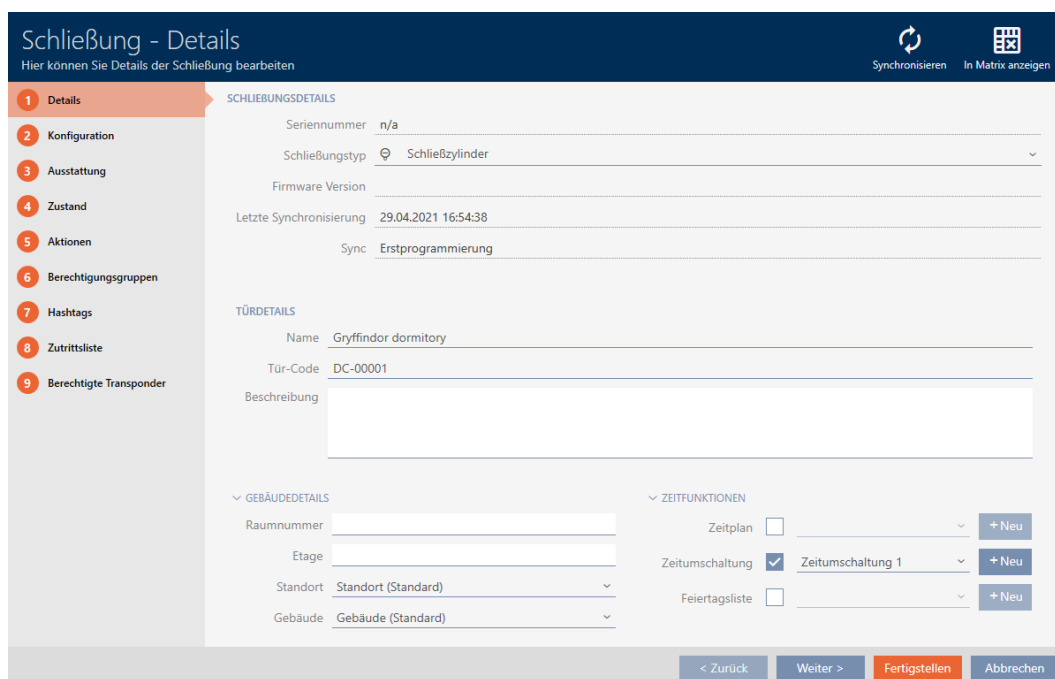 Schließung - Details
Hier können Sie Details der Schließung bearbeiten
Synchronisieren
In Matrix anzeigen
1 Details
2 Konfiguration
3 Ausstattung
4 Zustand
5 Aktionen
6 Berechtigungsgruppen
7 Hashtags
8 Zutrittsliste
9 Berechtigte Transponder
SCHLIEßUNGSDETAILS
Seriennummer n/a
Schließungstyp Schließzylinder
Firmware Version
Letzte Synchronisierung 29.04.2021 16:54:38
Sync Erstprogrammierung
TÜRDETAILS
Name Gryffindor dormitory
Tür-Code DC-00001
Beschreibung
GEBÄUDEDETAILS
Raumnummer
Etage
Standort Standort (Standard)
Gebäude Gebäude (Standard)
ZEITFUNKTIONEN
Zeitplan + Neu
Zeitumschaltung Zeitumschaltung 1 + Neu
Feiertagsliste + Neu
< Zurück Weiter > Fertigstellen Abbrechen